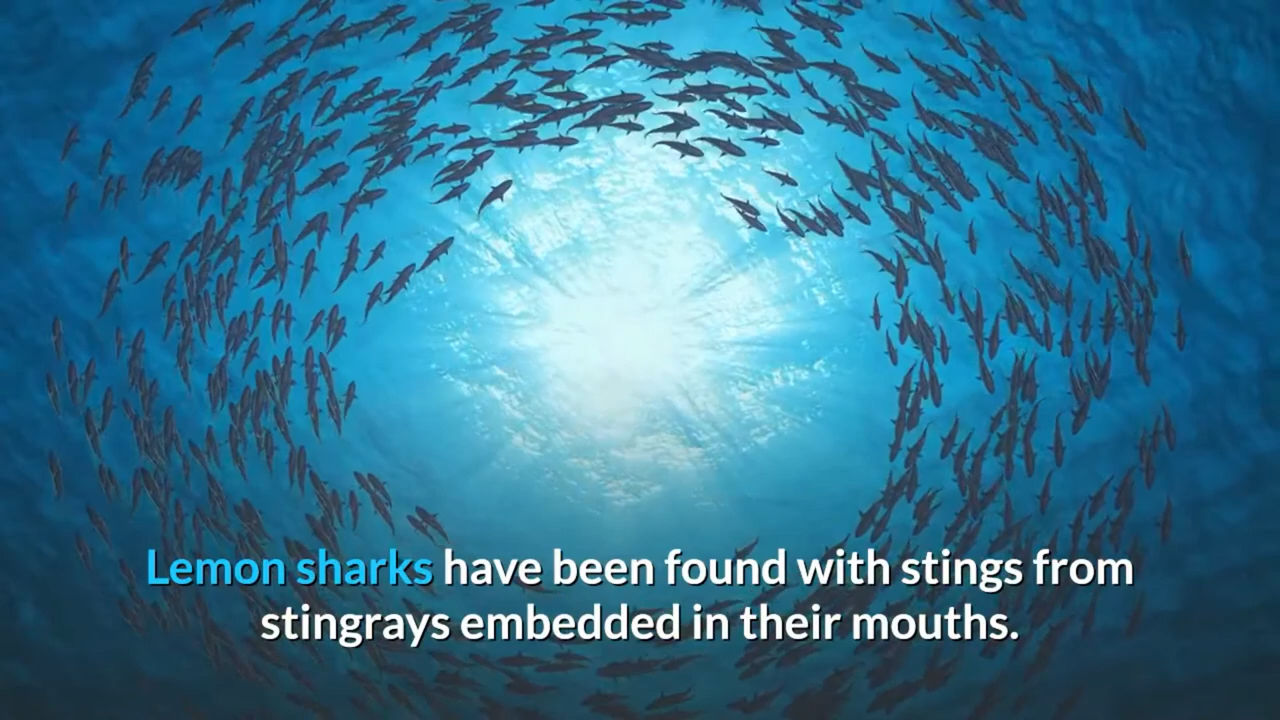 Lemon sharks have been found with stings from
stingrays embedded in their mouths.